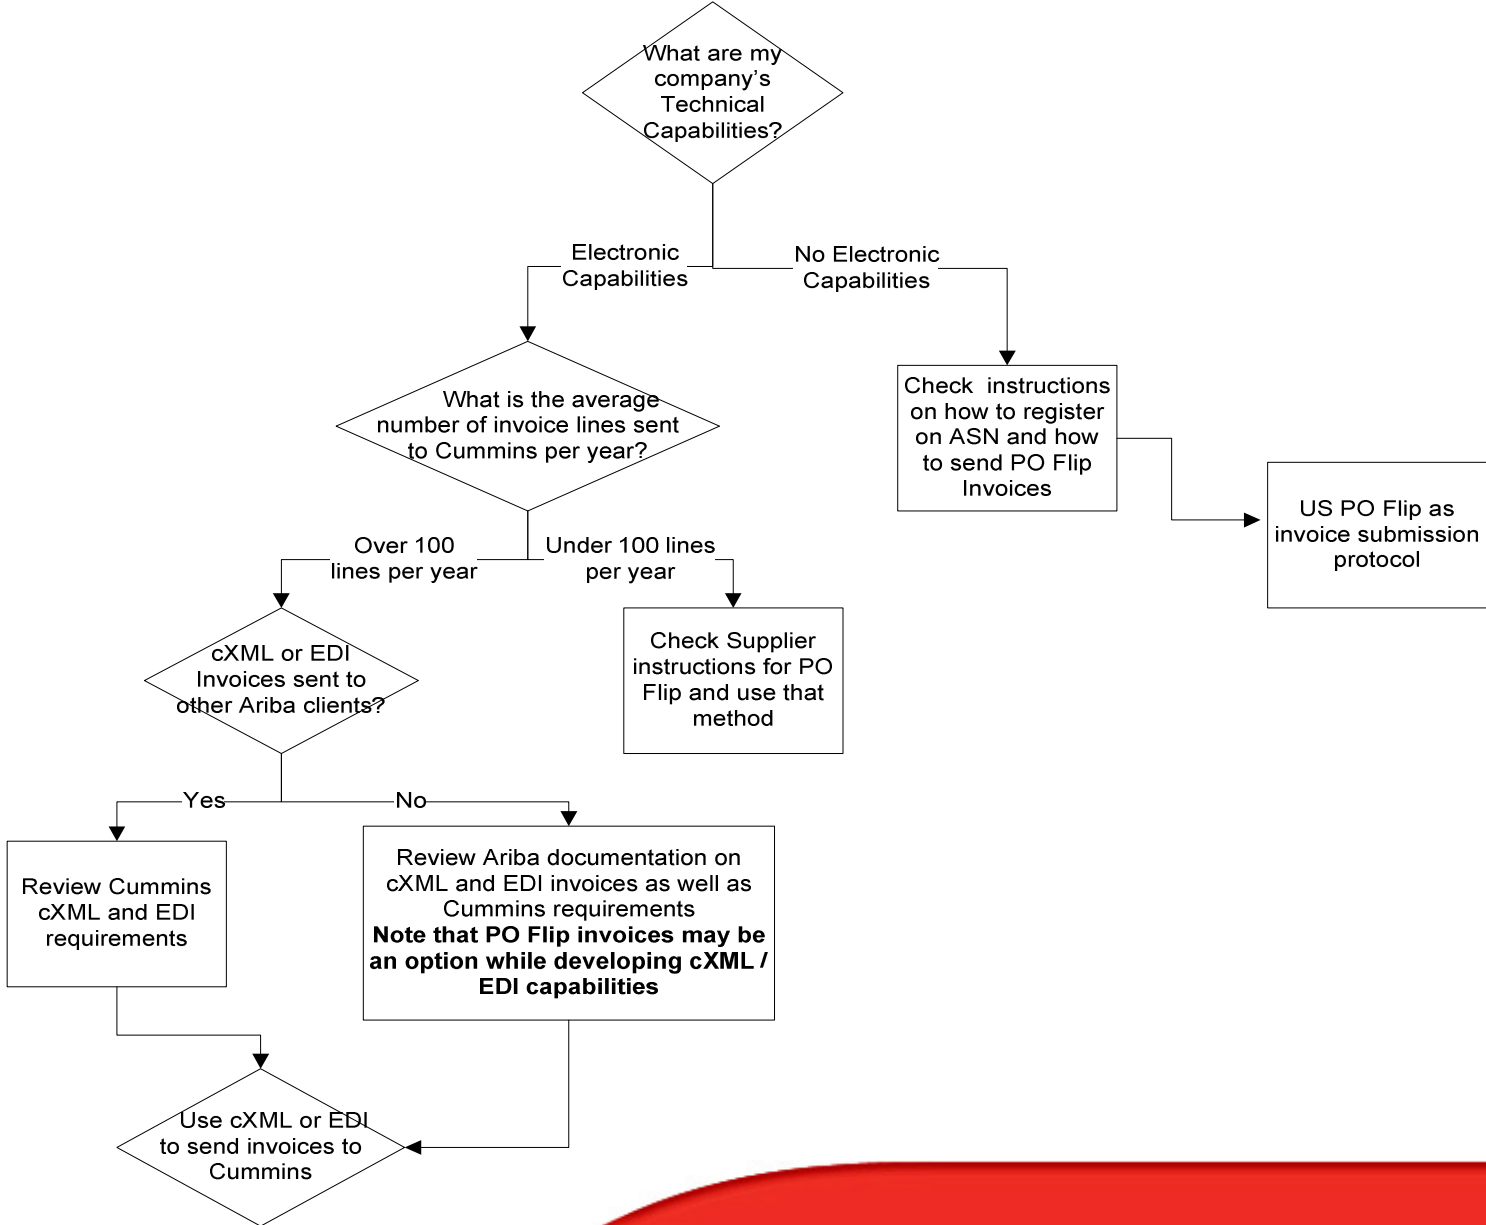 What are my
company's
Technical
Capabilities?
Electronic
Capabilities
No Electronic
Capabilities
What is the average
number of invoice lines sent
to Cummins per year?
Check instructions
on how to register
on ASN and how
to send PO Flip
Invoices
US PO Flip as
invoice submission
protocol
Over 100
lines per year
Under 100 lines
per year
cXML or EDI
Invoices sent to
other Ariba clients?
Check Supplier
instructions for PO
Flip and use that
method
Yes
No
Review Cummins
cXML and EDI
requirements
Review Ariba documentation on
cXML and EDI invoices as well as
Cummins requirements
Note that PO Flip invoices may be
an option while developing cXML /
EDI capabilities
Use cXML or EDI
to send invoices to
Cummins